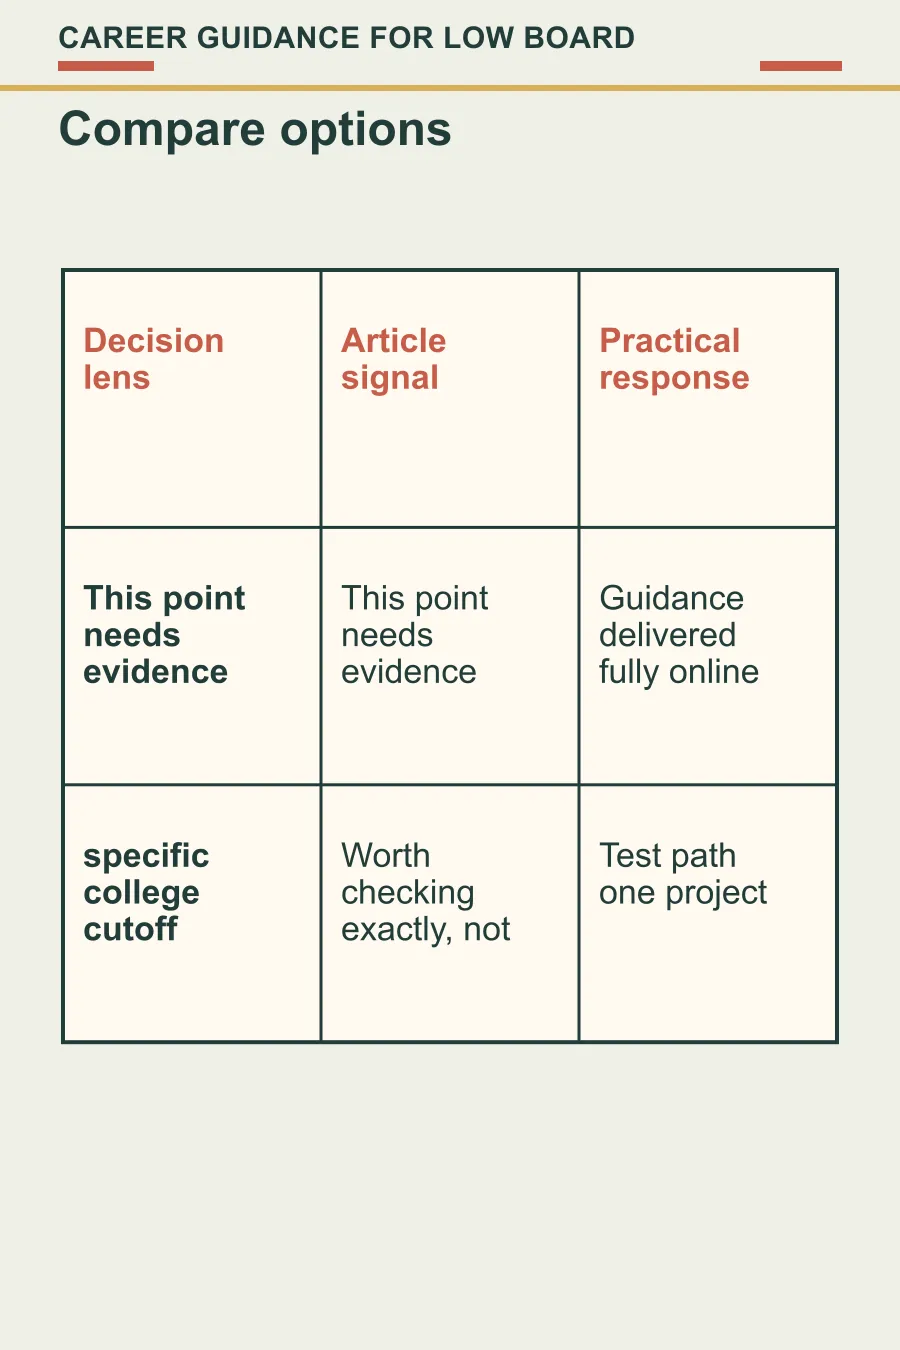 CAREER GUIDANCE FOR LOW BOARD
Compare options
Decision
lens
Article
signal
Practical
response
This point
needs
evidence
This point
needs
evidence
Guidance
delivered
fully online
specific
college
cutoff
Worth
checking
exactly, not
Test path
one project